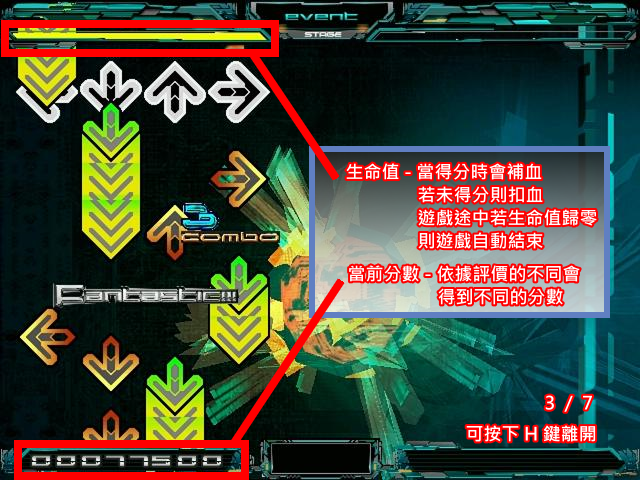 event
STAGE
生命值 - 當得分時會補血
若未得分則扣血
遊戲途中若生命值歸零
則遊戲自動結束
3
combo
當前分數 - 依據評價的不同會
得到不同的分數
Fantastic!!!
3 / 7
可按下 H 鍵離開
00077500